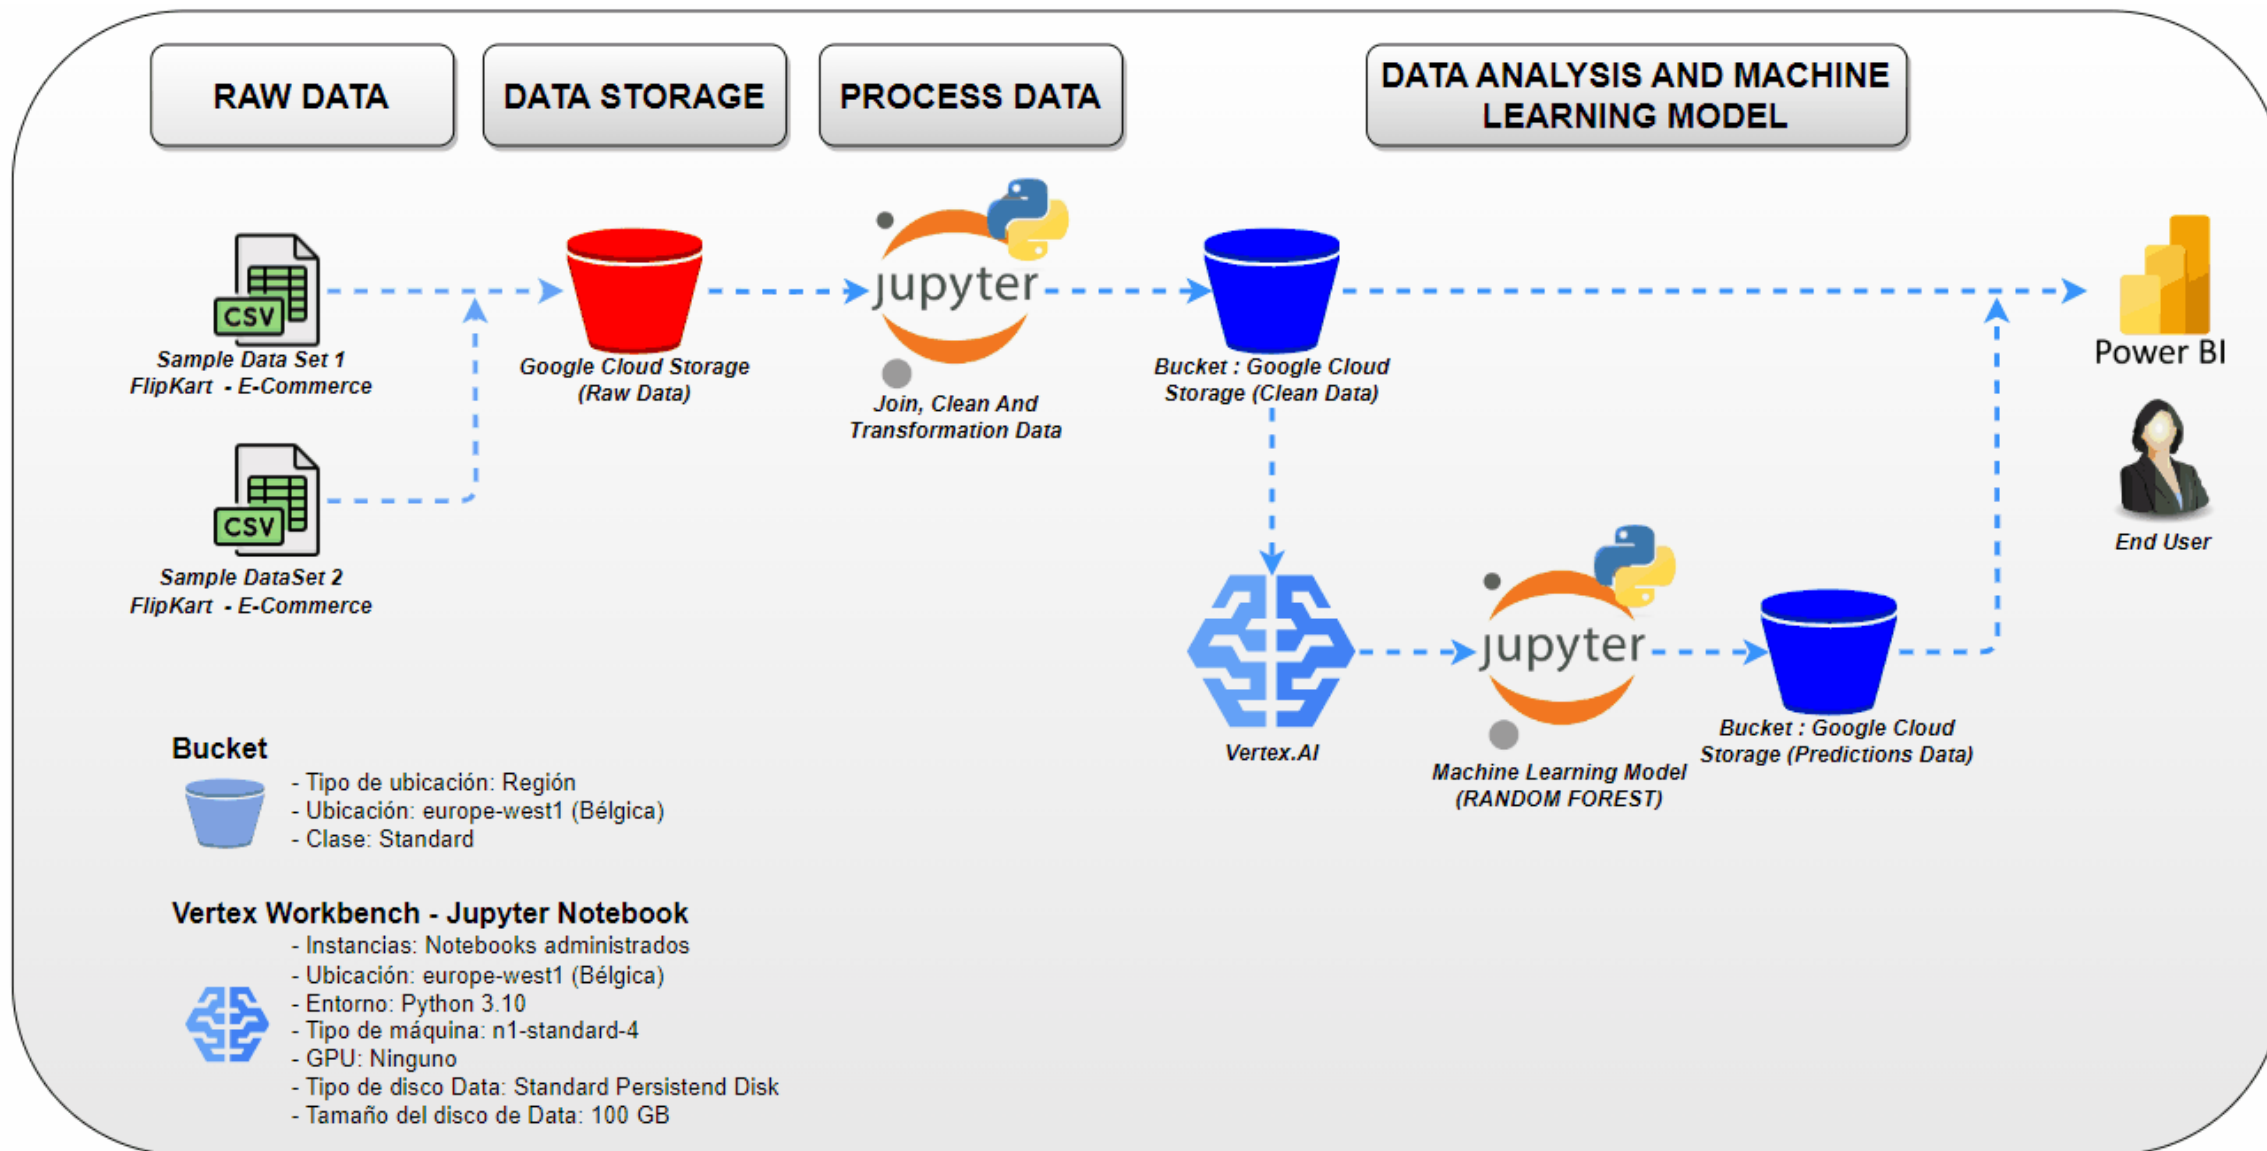 RAW DATA
DATA STORAGE
PROCESS DATA
DATA ANALYSIS AND MACHINE
LEARNING MODEL
CSV
Sample Data Set 1
FlipKart - E-Commerce
CSV
Sample DataSet 2
FlipKart - E-Commerce
Google Cloud Storage
(Raw Data)
jupyter
Join, Clean And
Transformation Data
Bucket : Google Cloud
Storage (Clean Data)
Power BI
End User
Vertex.AI
jupyter
Machine Learning Model
(RANDOM FOREST)
Bucket : Google Cloud
Storage (Predictions Data)
Bucket
- Tipo de ubicación: Región
- Ubicación: europe-west1 (Bélgica)
- Clase: Standard
Vertex Workbench - Jupyter Notebook
- Instancias: Notebooks administrados
- Ubicación: europe-west1 (Bélgica)
- Entorno: Python 3.10
- Tipo de máquina: n1-standard-4
- GPU: Ninguno
- Tipo de disco Data: Standard Persistend Disk
- Tamaño del disco de Data: 100 GB